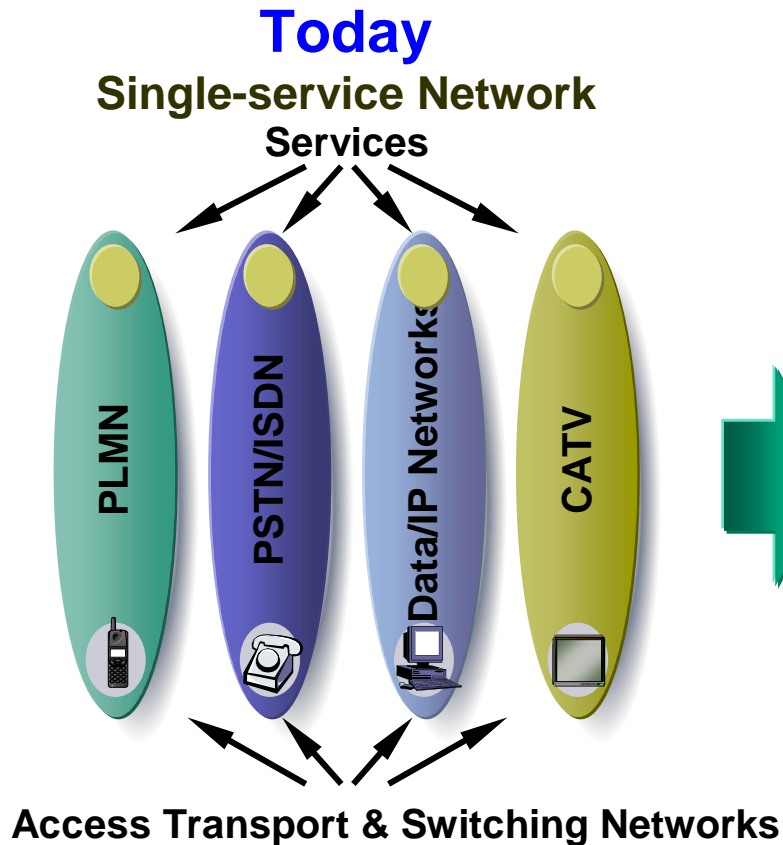 Today
Single-service Network
Services
PLMN
PSTN/ISDN
Data/IP Networks
CATV
Access Transport & Switching Networks